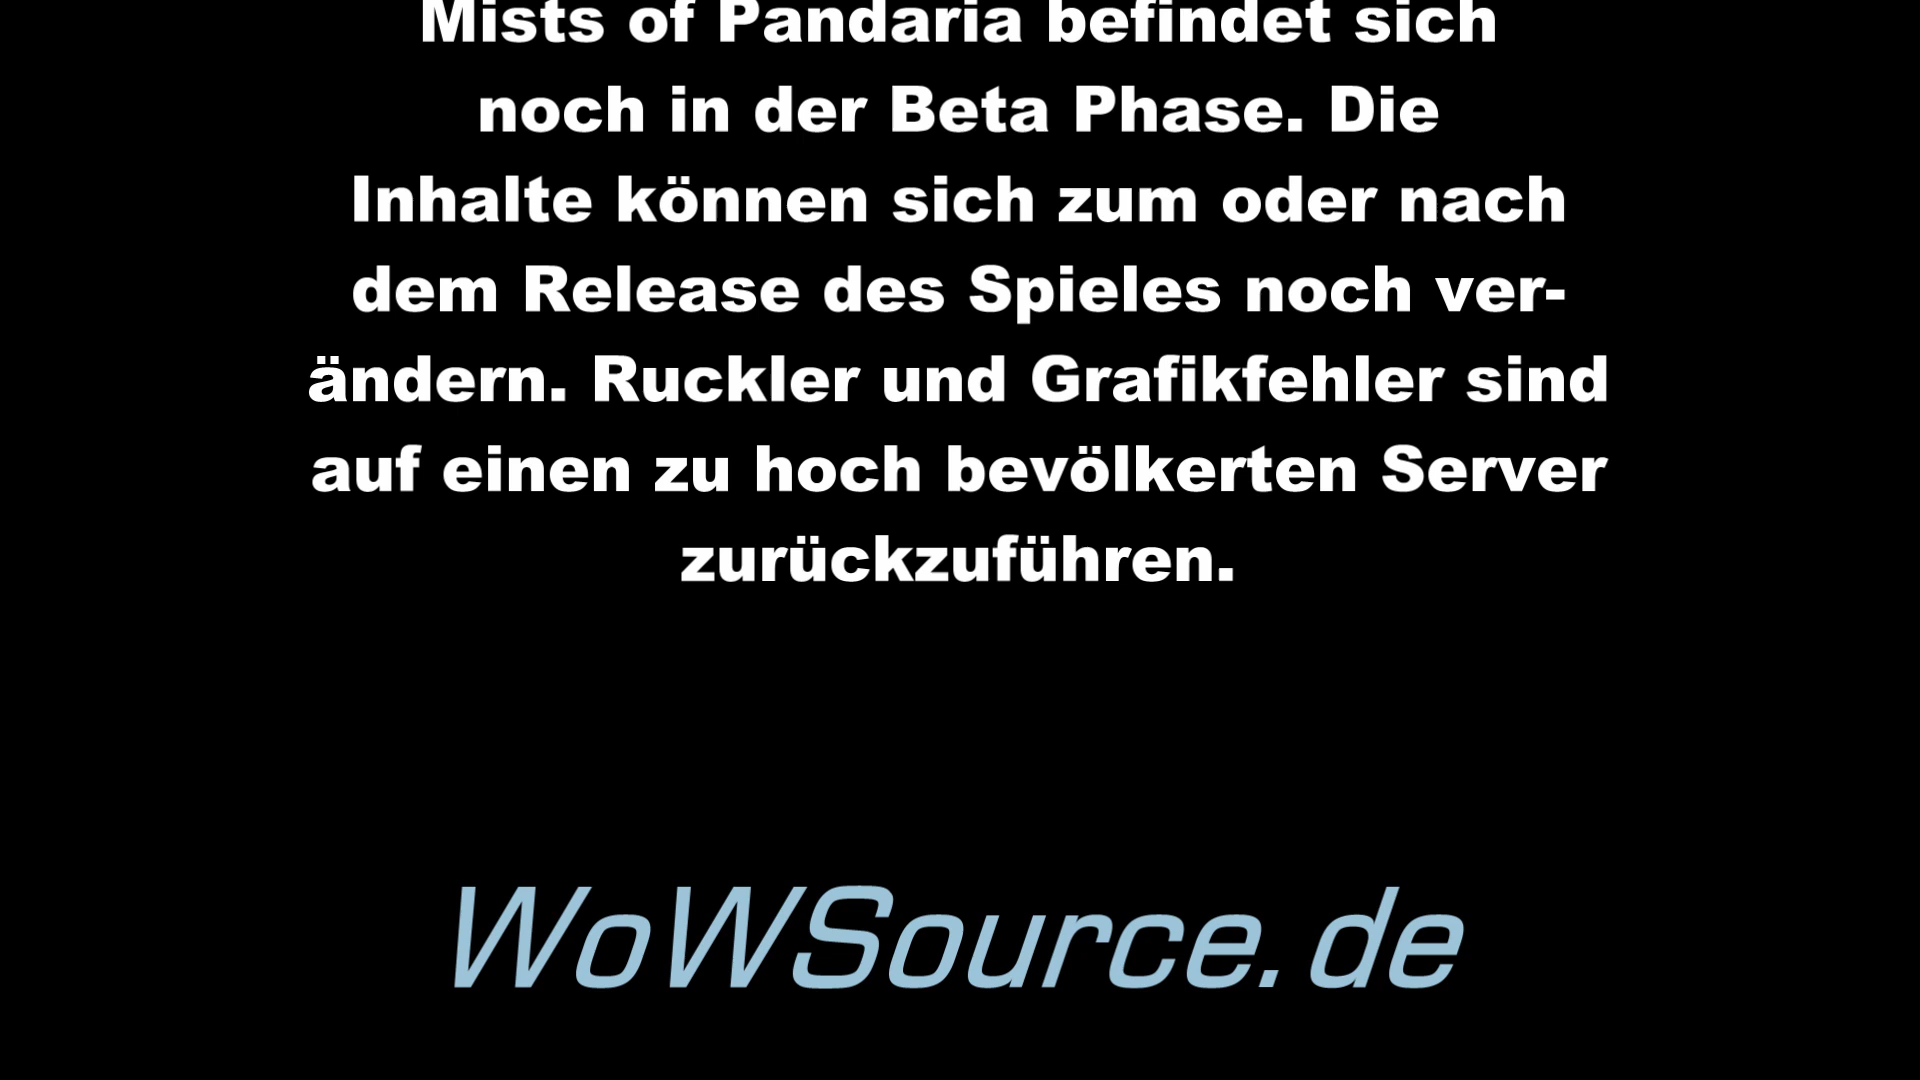 Mists of Pandaria befindet sich
noch in der Beta Phase. Die
Inhalte können sich zum oder nach
dem Release des Spieles noch ver-
ändern. Ruckler und Grafikfehler sind
auf einen zu hoch bevölkerten Server
zurückzuführen.
WoWSource.de